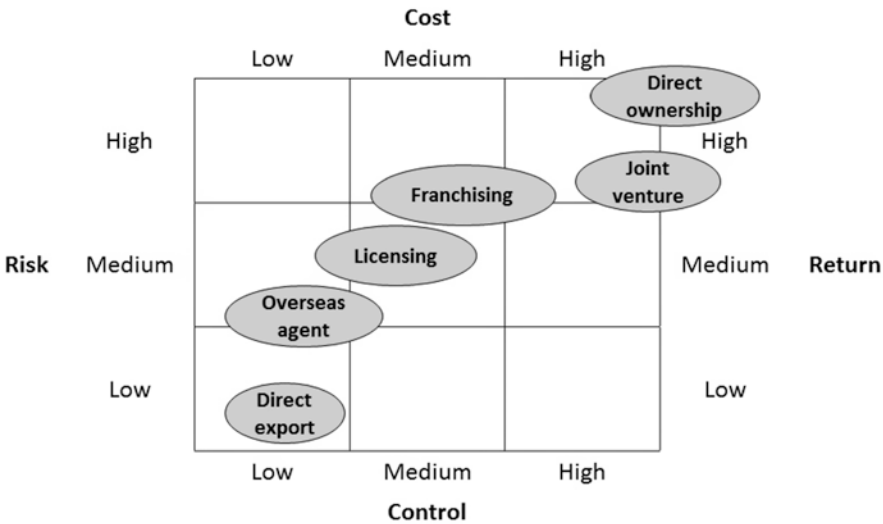 Cost
Low Medium High
Direct
ownership
High High
Joint
venture
Franchising
Licensing
Risk Medium Medium Return
Overseas
agent
Low Low
Direct
export
Low Medium High
Control